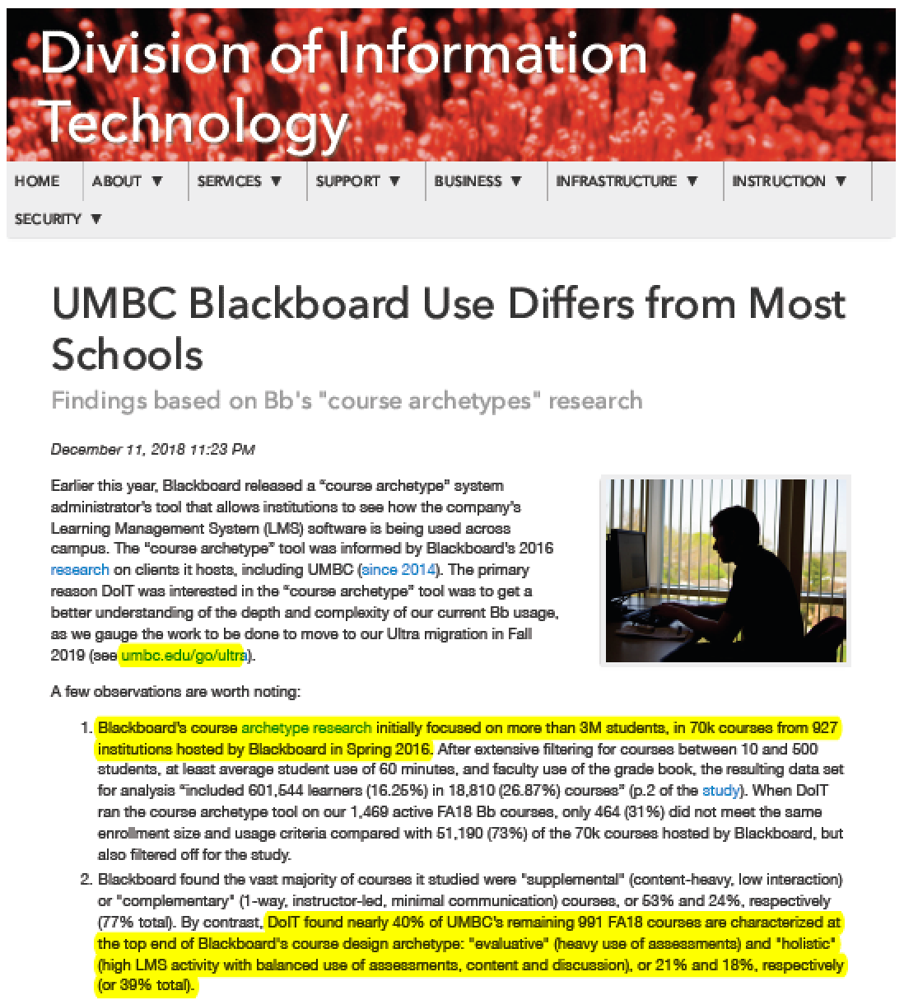 Division of Information
Technology
HOME ABOUT ▼ SERVICES ▼ SUPPORT ▼ BUSINESS ▼ INFRASTRUCTURE ▼ INSTRUCTION ▼
SECURITY ▼
UMBC Blackboard Use Differs from Most
Schools
Findings based on Bb's "course archetypes" research
December 11, 2018 11:23 PM
Earlier this year, Blackboard released a “course archetype” system
administrator’s tool that allows institutions to see how the company’s
Learning Management System (LMS) software is being used across
campus. The “course archetype” tool was informed by Blackboard’s 2016
research on clients it hosts, including UMBC (since 2014). The primary
reason DoIT was interested in the “course archetype” tool was to get a
better understanding of the depth and complexity of our current Bb usage,
as we gauge the work to be done to move to our Ultra migration in Fall
2019 (see umbc.edu/go/ultra).
A few observations are worth noting:
1. Blackboard’s course archetype research initially focused on more than 3M students, in 70k courses from 927
institutions hosted by Blackboard in Spring 2016. After extensive filtering for courses between 10 and 500
students, at least average student use of 60 minutes, and faculty use of the grade book, the resulting data set
for analysis “included 601,544 learners (16.25%) in 18,810 (26.87%) courses” (p.2 of the study). When DoIT
ran the course archetype tool on our 1,469 active FA18 Bb courses, only 464 (31%) did not meet the same
enrollment size and usage criteria compared with 51,190 (73%) of the 70k courses hosted by Blackboard, but
also filtered off for the study.
2. Blackboard found the vast majority of courses it studied were "supplemental" (content-heavy, low interaction)
or "complementary" (1-way, instructor-led, minimal communication) courses, or 53% and 24%, respectively
(77% total). By contrast, DoIT found nearly 40% of UMBC’s remaining 991 FA18 courses are characterized at
the top end of Blackboard’s course design archetype: "evaluative" (heavy use of assessments) and "holistic"
(high LMS activity with balanced use of assessments, content and discussion), or 21% and 18%, respectively
(or 39% total).